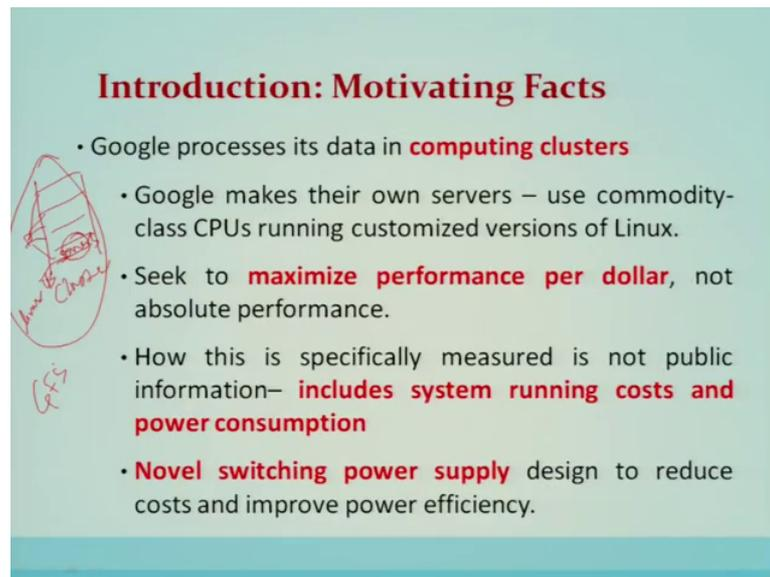 Introduction: Motivating Facts
• Google processes its data in computing clusters
• Google makes their own servers – use commodity-
class CPUs running customized versions of Linux.
• Seek to maximize performance per dollar, not
absolute performance.
• How this is specifically measured is not public
information– includes system running costs and
power consumption
• Novel switching power supply design to reduce
costs and improve power efficiency.
GFS